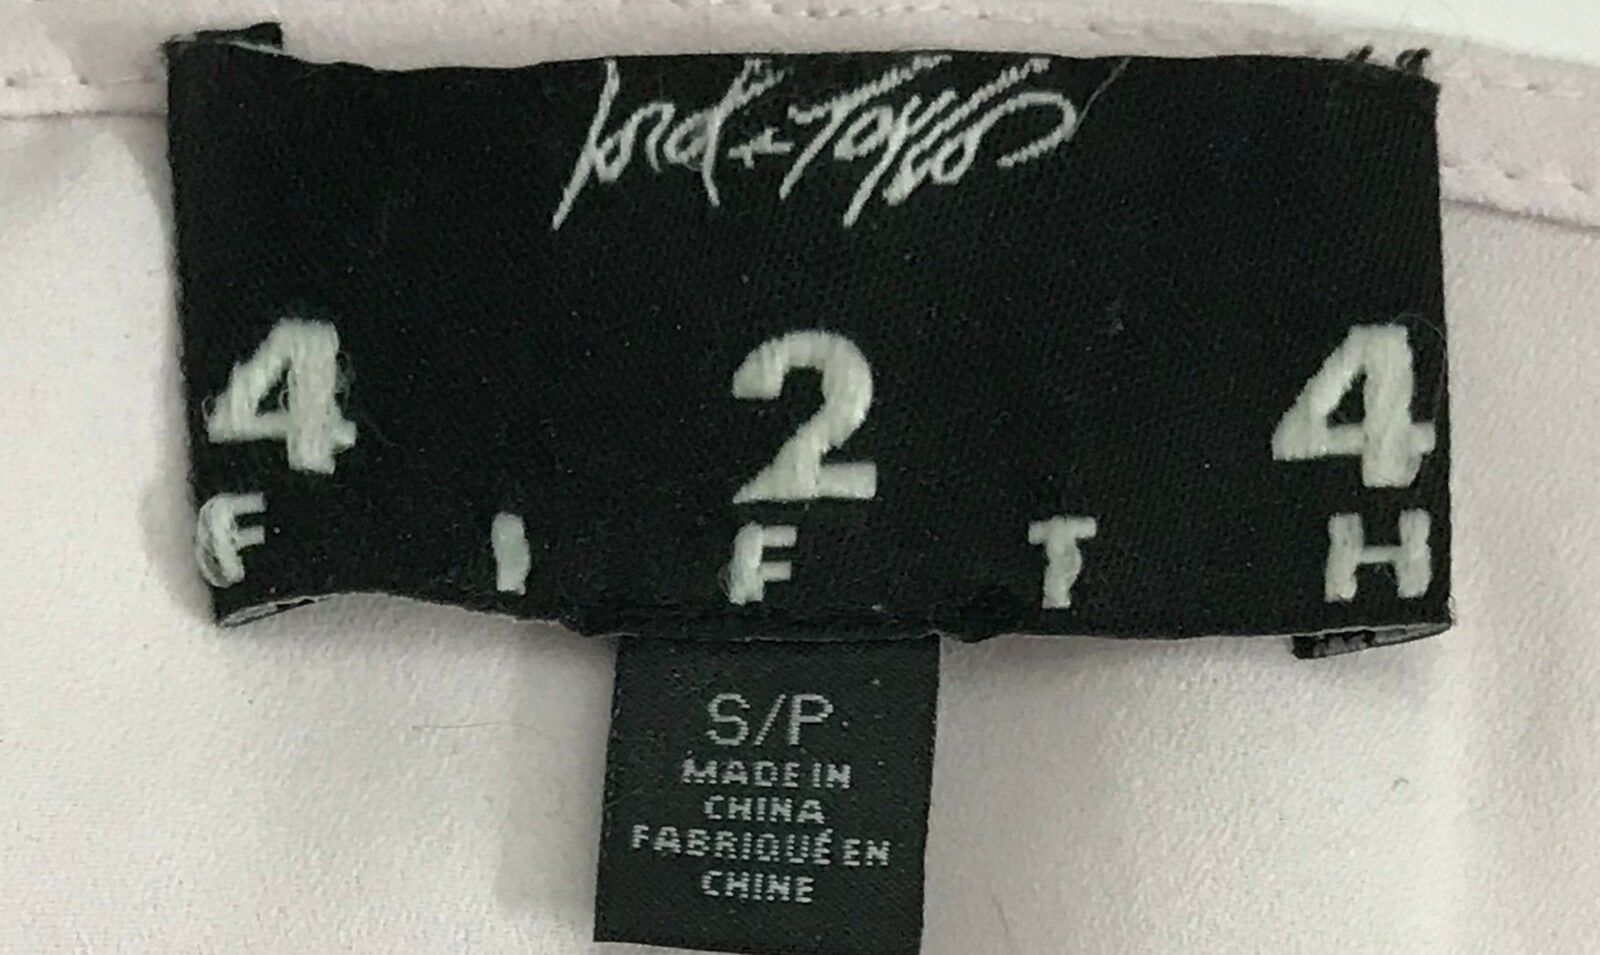 Lord + Taylor
4 2 4
F I F T H
S/P
MADE IN
CHINA
FABRIQUÉ EN
CHINE